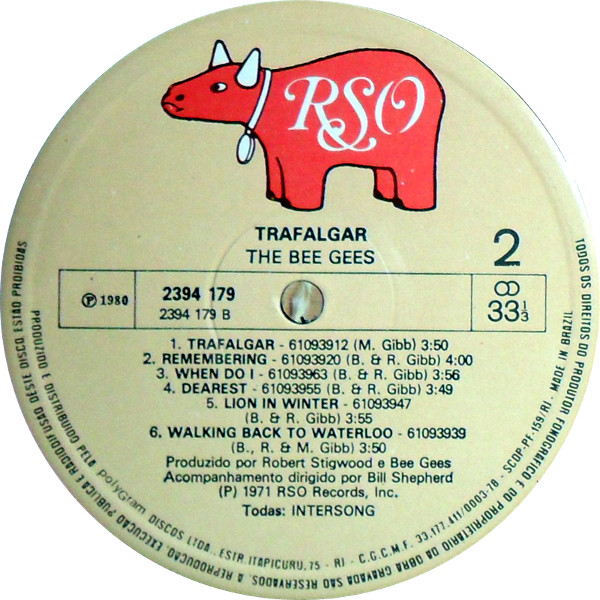 RSO
TRAFALGAR
THE BEE GEES
2
℗ 1980
2394 179
2394 179 B
33 1/3
1. TRAFALGAR - 61093912 (M. Gibb) 3:50
2. REMEMBERING - 61093920 (B. & R. Gibb) 4:00
3. WHEN DO I - 61093963 (B. & R. Gibb) 3:56
4. DEAREST - 61093955 (B. & R. Gibb) 3:49
5. LION IN WINTER - 61093947
(B. & R. Gibb) 3:55
6. WALKING BACK TO WATERLOO - 61093939
(B., R. & M. Gibb) 3:50
Produzido por Robert Stigwood e Bee Gees
Acompanhamento dirigido por Bill Shepherd
(P) 1971 RSO Records, Inc.
Todas: INTERSONG
TODOS OS DIREITOS DO PRODUTOR FONOGRÁFICO E DO PROPRIETÁRIO DA OBRA GRAVADA SÃO RESERVADOS. A REPRODUÇÃO, EXECUÇÃO PÚBLICA E RADIODIFUSÃO DESTE DISCO ESTÃO PROIBIDAS
PRODUZIDO E DISTRIBUÍDO PELA polyGram DISCOS LTDA., ESTR. ITAPICURU, 75 - RJ - C.G.C.M.F. 33.177.411/0003-78 - SCDP-PF-159/RJ - MADE IN BRAZIL